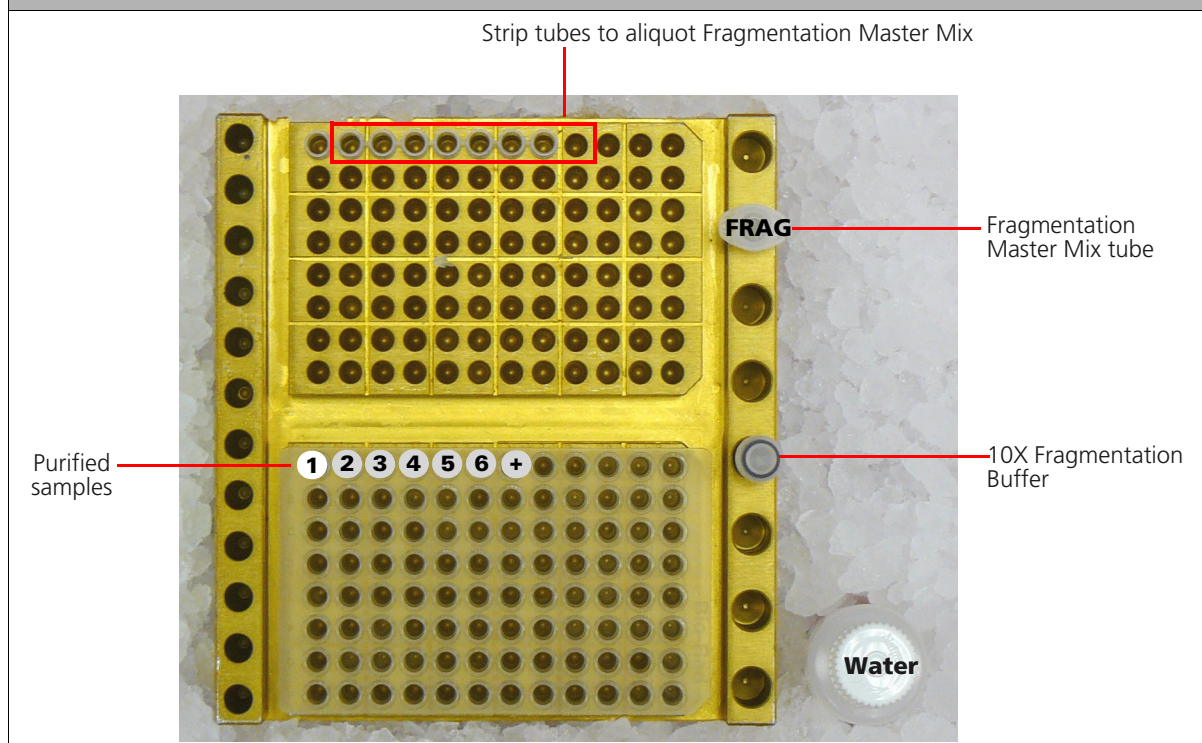 Strip tubes to aliquot Fragmentation Master Mix
FRAG
Fragmentation
Master Mix tube
Purified
samples
1 2 3 4 5 6 +
10X Fragmentation
Buffer
Water